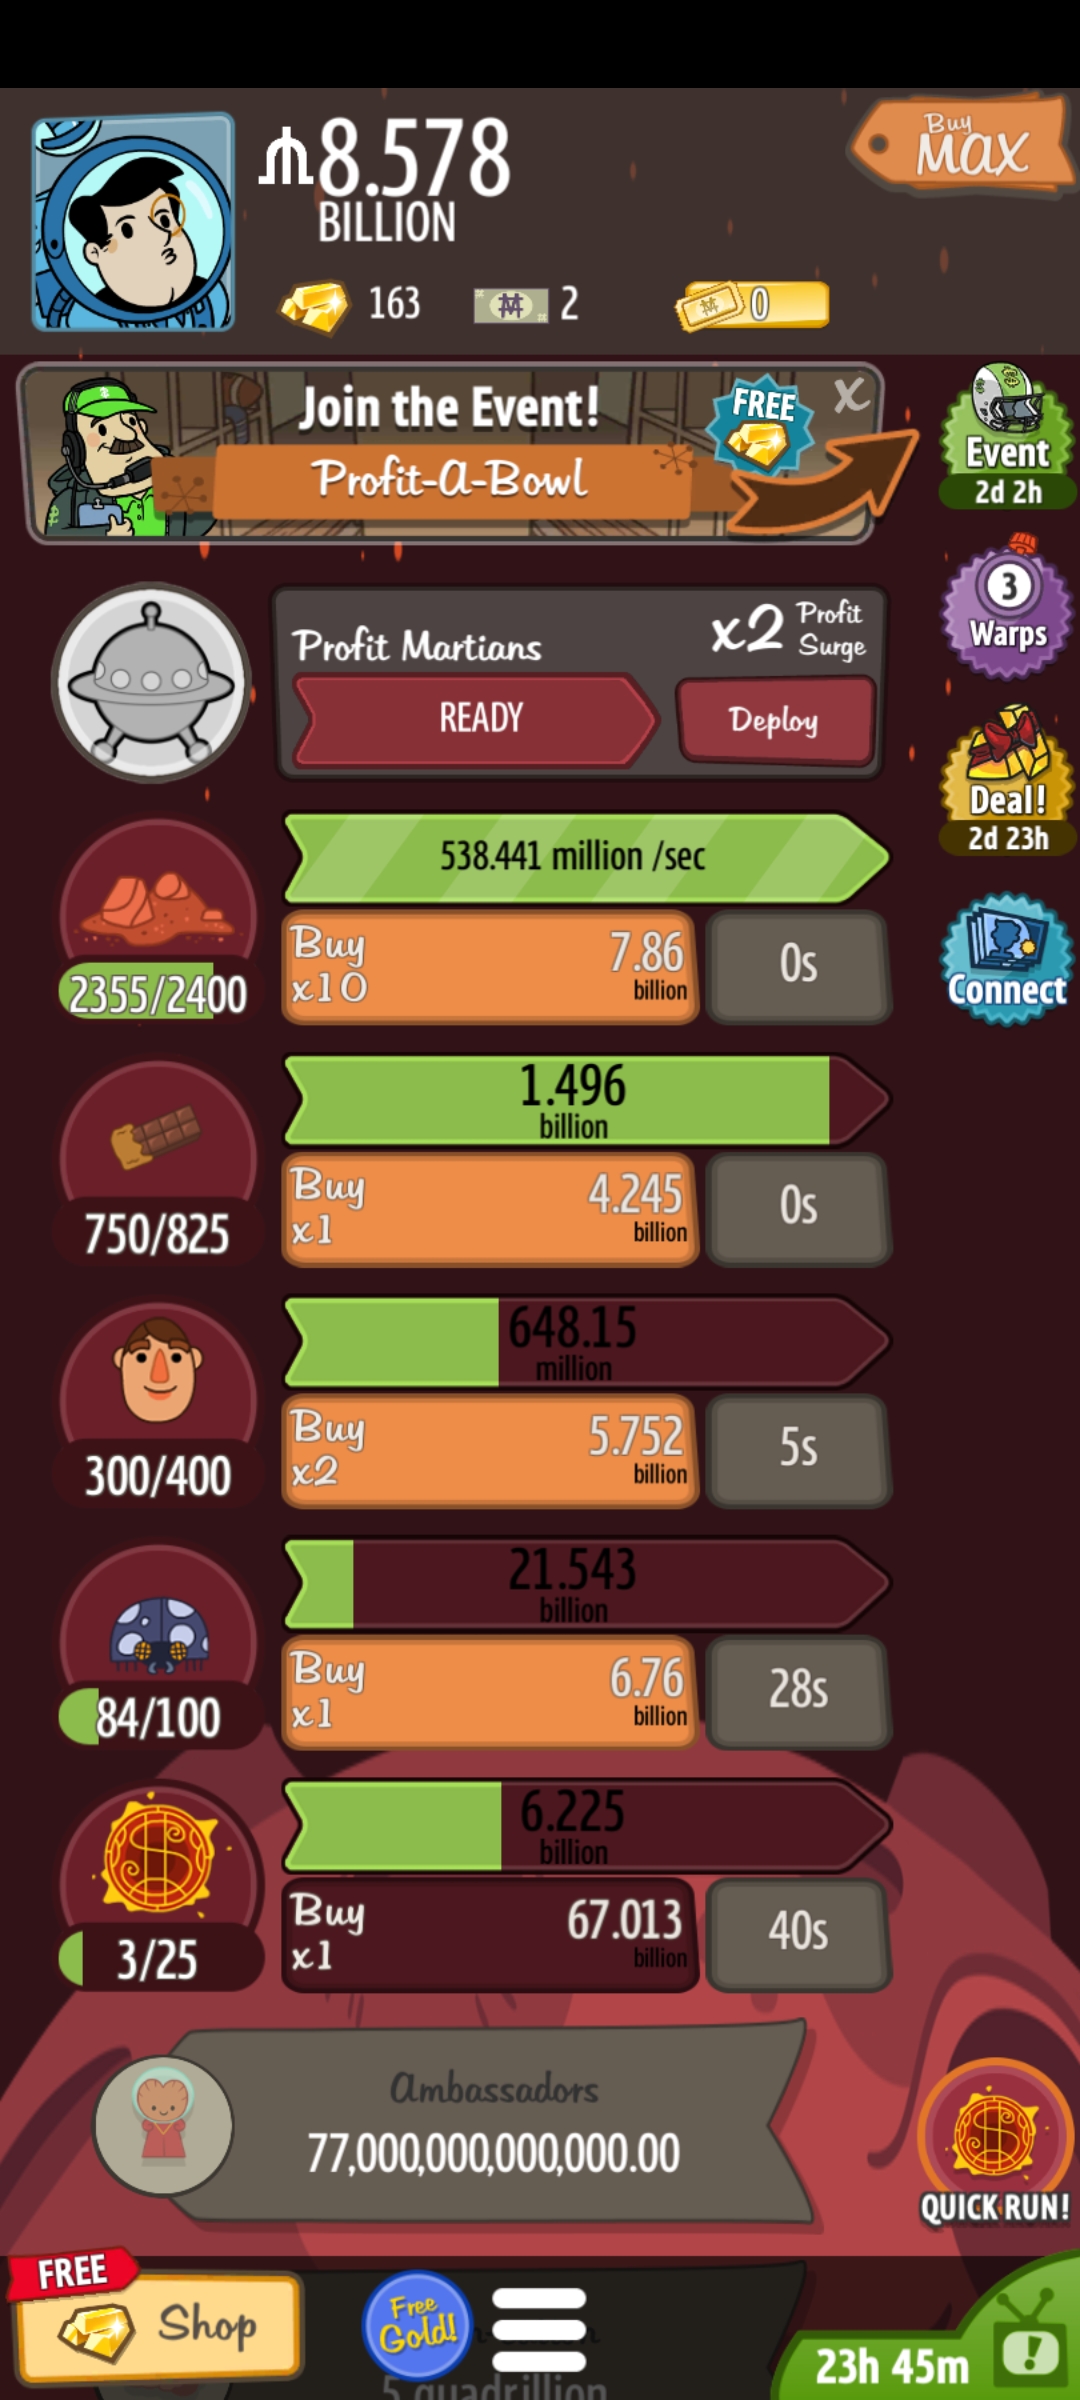 8.578
BILLION
Buy
MAX
163
2
0
Join the Event!
Profit-A-Bowl
FREE
X
Event
2d 2h
3
Warps
Profit Martians
x2 Profit Surge
READY
Deploy
Deal!
2d 23h
538.441 million /sec
2355/2400
Buy x10
7.86 billion
0s
Connect
1.496
billion
750/825
Buy x1
4.245 billion
0s
648.15
million
300/400
Buy x2
5.752 billion
5s
21.543
billion
84/100
Buy x1
6.76 billion
28s
6.225
billion
3/25
Buy x1
67.013 billion
40s
Ambassadors
77,000,000,000,000.00
QUICK RUN!
FREE
Shop
Free Gold!
5 quadrillion
23h 45m